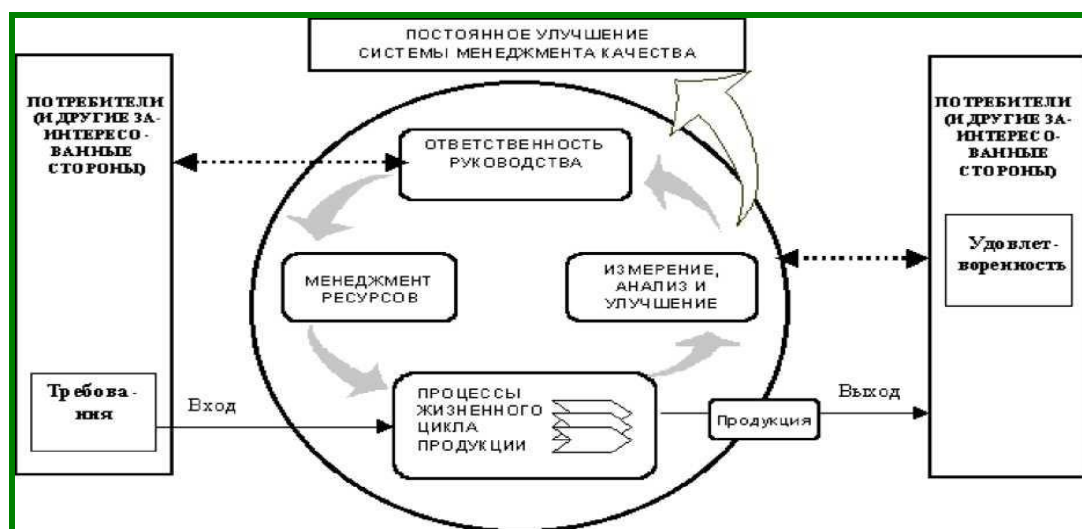 ПОСТОЯННОЕ УЛУЧШЕНИЕ
СИСТЕМЫ МЕНЕДЖМЕНТА КАЧЕСТВА
ПОТРЕБИТЕЛИ
(И ДРУГИЕ ЗА-
ИНТЕРЕСО-
ВАННЫЕ
СТОРОНЫ)
Требова-
ния
Вход
ОТВЕТСТВЕННОСТЬ
РУКОВОДСТВА
МЕНЕДЖМЕНТ
РЕСУРСОВ
ИЗМЕРЕНИЕ,
АНАЛИЗ И
УЛУЧШЕНИЕ
ПРОЦЕССЫ
ЖИЗНЕННОГО
ЦИКЛА
ПРОДУКЦИИ
Продукция
Выход
ПОТРЕБИТЕЛИ
(И ДРУГИЕ ЗА-
ИНТЕРЕСО-
ВАННЫЕ
СТОРОНЫ)
Удовлет-
воренность